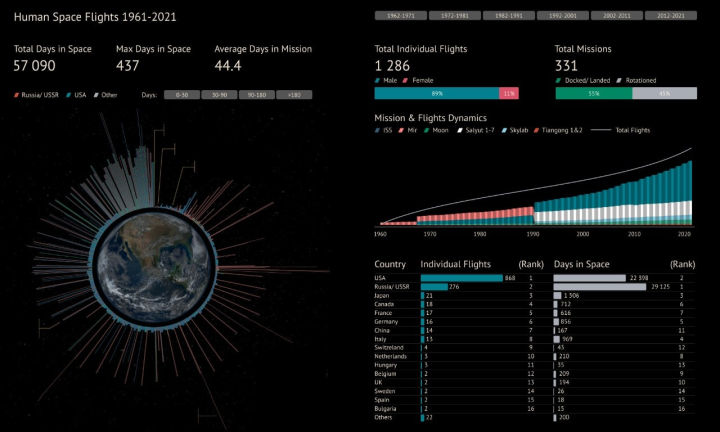 Human Space Flights 1961-2021
1962-1971 1972-1981 1982-1991 1992-2001 2002-2011 2012-2021
Total Days in Space Max Days in Space Average Days in Mission
57 090 437 44.4
Total Individual Flights Total Missions
1 286 331
Male Female Docked/ Landed Rotationed
89% 11% 55% 45%
Russia/ USSR USA Other Days: 0-30 30-90 90-180 >180
Mission & Flights Dynamics
ISS Mir Moon Salyut 1-7 Skylab Tiangong 1&2 Total Flights
1960 1970 1980 1990 2000 2010 2020
Country Individual Flights (Rank) Days in Space (Rank)
USA 868 1 22 398 2
Russia/ USSR 276 2 29 125 1
Japan 21 3 1 306 3
Canada 18 4 712 6
France 17 5 616 7
Germany 16 6 856 5
China 14 7 167 11
Italy 13 8 969 4
Switzeland 4 9 43 12
Netherlands 3 10 210 8
Hungary 3 11 35 13
Belgium 2 12 209 9
UK 2 13 194 10
Sweden 2 14 26 14
Spain 2 15 18 15
Bulgaria 2 16 15 16
Others 22 200